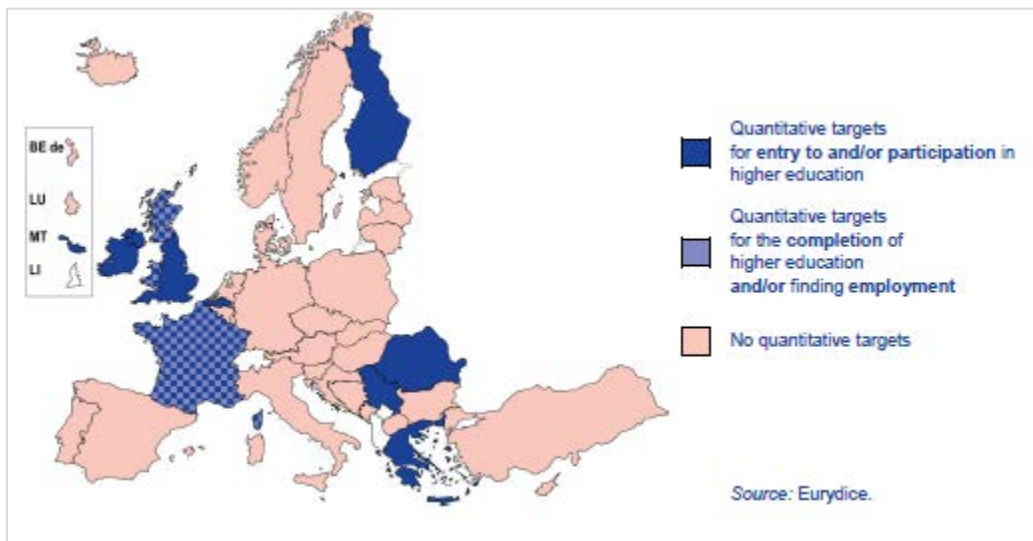 BE de
LU
MT
LI
Quantitative targets
for entry to and/or participation in
higher education
Quantitative targets
for the completion of
higher education
and/or finding employment
No quantitative targets
Source: Eurydice.